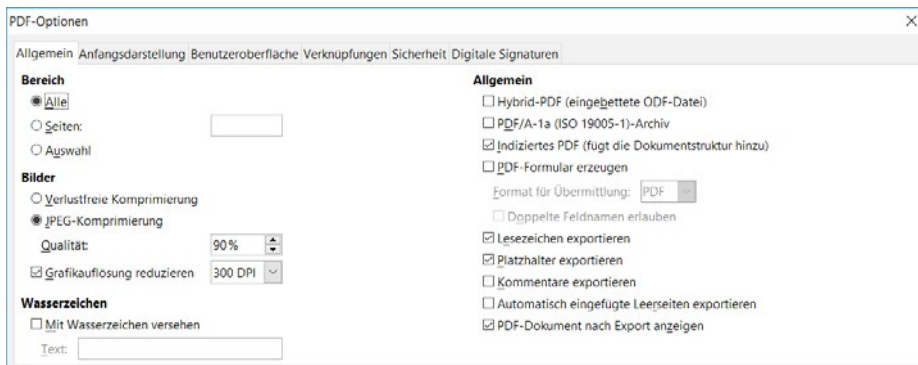 PDF-Optionen
Allgemein Anfangsdarstellung Benutzeroberfläche Verknüpfungen Sicherheit Digitale Signaturen
Bereich
Alle
Seiten:
Auswahl
Bilder
Verlustfreie Komprimierung
JPEG-Komprimierung
Qualität: 90%
Grafikauflösung reduzieren 300 DPI
Wasserzeichen
Mit Wasserzeichen versehen
Text:
Allgemein
Hybrid-PDF (eingebettete ODF-Datei)
PDF/A-1a (ISO 19005-1)-Archiv
Indiziertes PDF (fügt die Dokumentstruktur hinzu)
PDF-Formular erzeugen
Format für Übermittlung: PDF
Doppelte Feldnamen erlauben
Lesezeichen exportieren
Platzhalter exportieren
Kommentare exportieren
Automatisch eingefügte Leerseiten exportieren
PDF-Dokument nach Export anzeigen